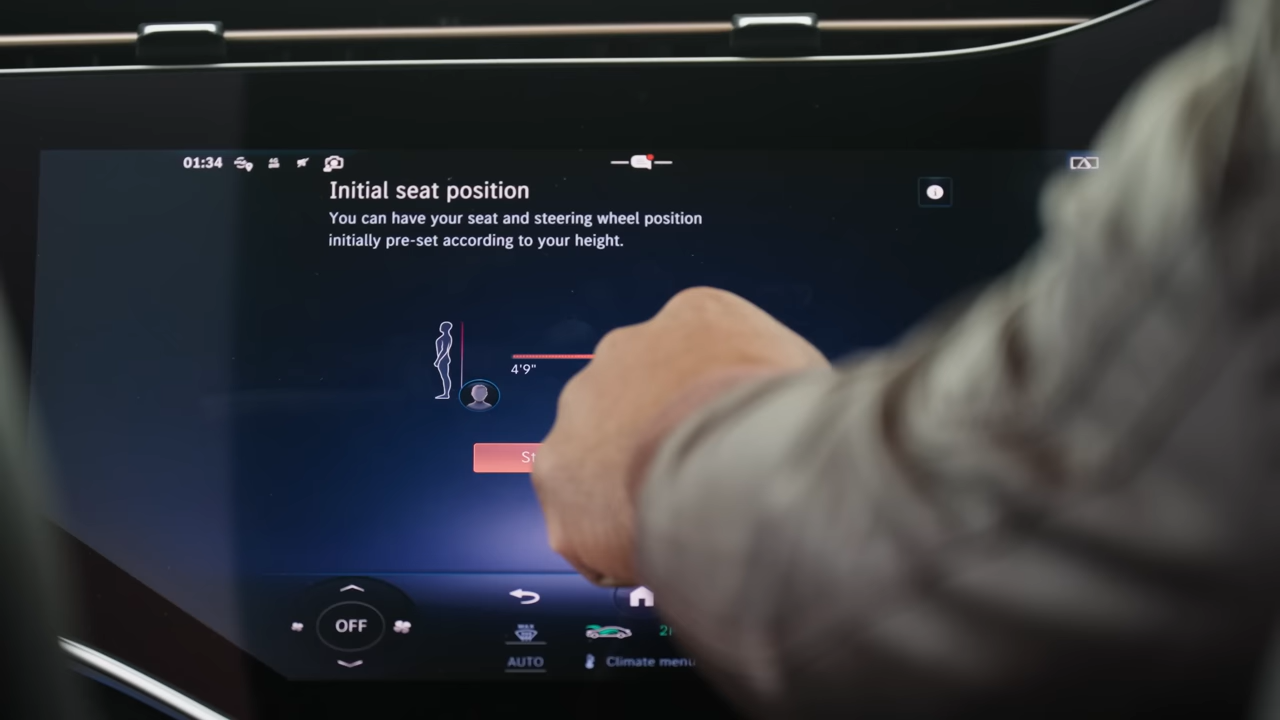 01:34
Initial seat position
You can have your seat and steering wheel position
initially pre-set according to your height.
4'9"
OFF
MAX
AUTO
Climate menu